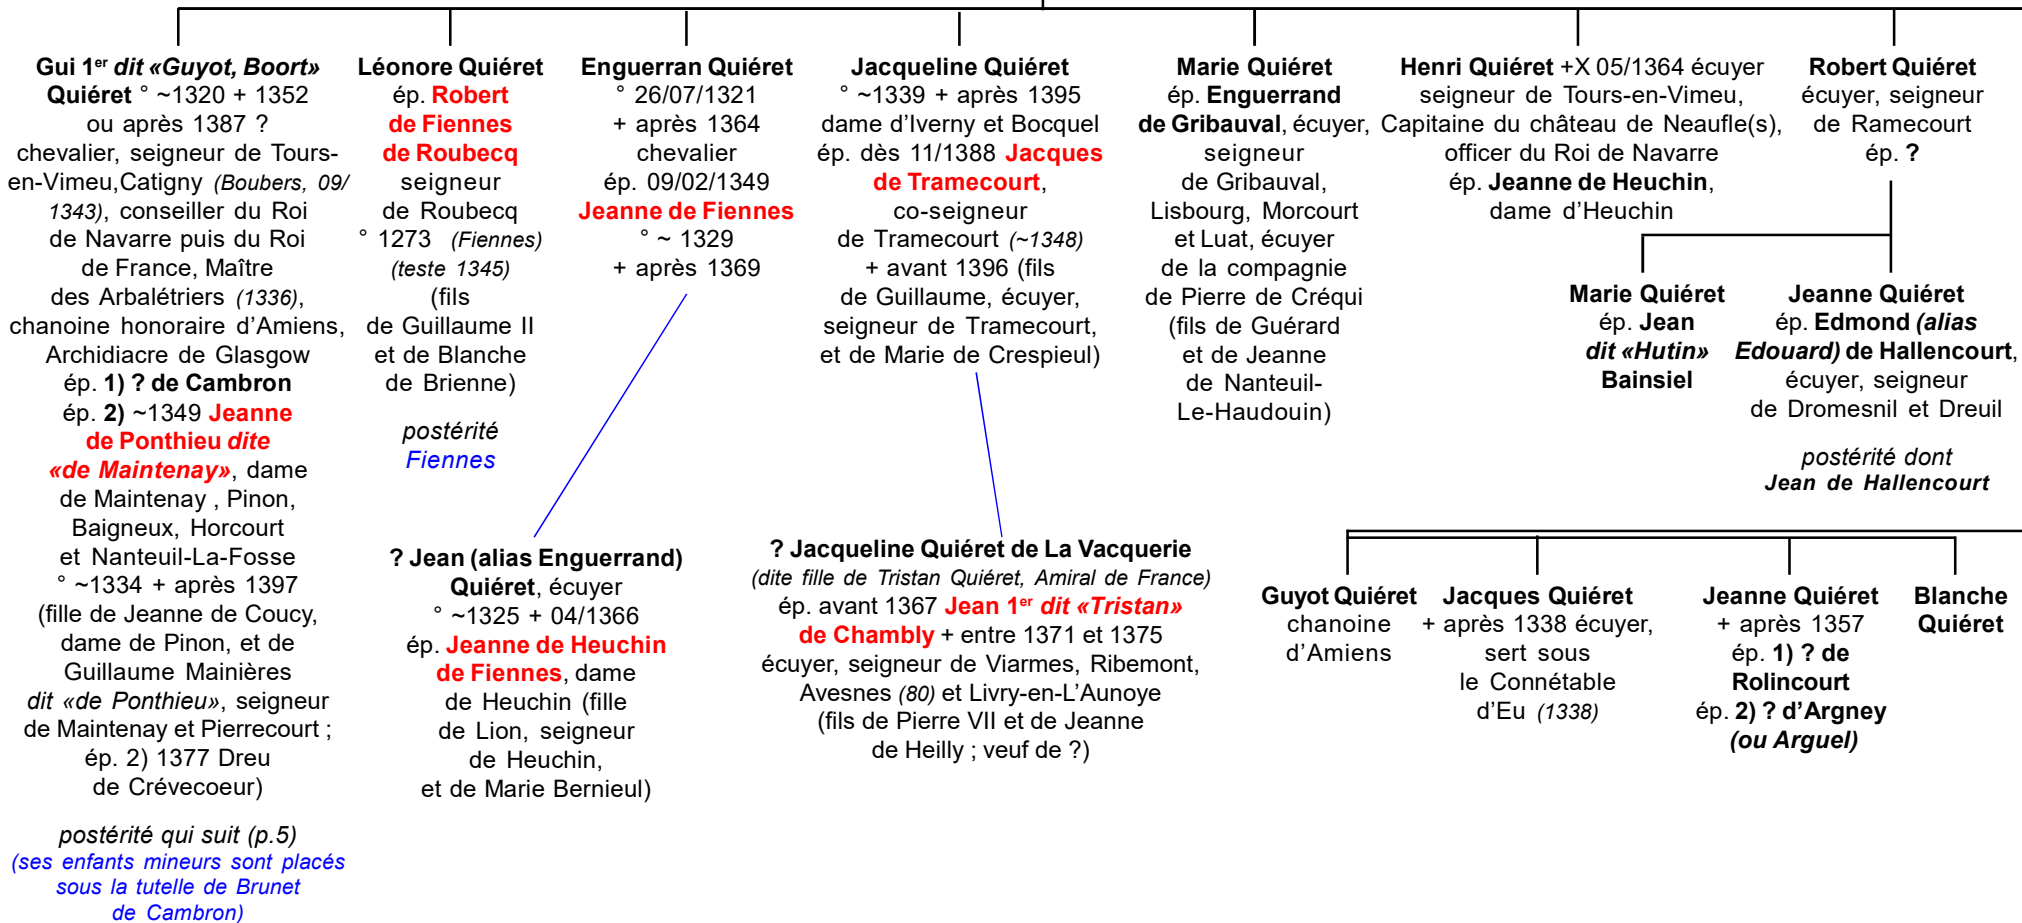 Gui 1er dit «Guyot, Boort»
Quiéret ° ~1320 + 1352
ou après 1387 ?
chevalier, seigneur de Tours-
en-Vimeu,Catigny (Boubers, 09/
1343), conseiller du Roi
de Navarre puis du Roi
de France, Maître
des Arbalétriers (1336),
chanoine honoraire d’Amiens,
Archidiacre de Glasgow
ép. 1) ? de Cambron
ép. 2) ~1349 Jeanne
de Ponthieu dite
«de Maintenay», dame
de Maintenay , Pinon,
Baigneux, Horcourt
et Nanteuil-La-Fosse
° ~1334 + après 1397
(fille de Jeanne de Coucy,
dame de Pinon, et de
Guillaume Mainières
dit «de Ponthieu», seigneur
de Maintenay et Pierrecourt ;
ép. 2) 1377 Dreu
de Crévecoeur)
postérité qui suit (p.5)
(ses enfants mineurs sont placés
sous la tutelle de Brunet
de Cambron)
Léonore Quiéret
ép. Robert
de Fiennes
de Roubecq
seigneur
de Roubecq
° 1273 (Fiennes)
(teste 1345)
(fils
de Guillaume II
et de Blanche
de Brienne)
postérité
Fiennes
Enguerran Quiéret
° 26/07/1321
+ après 1364
chevalier
ép. 09/02/1349
Jeanne de Fiennes
° ~ 1329
+ après 1369
? Jean (alias Enguerrand)
Quiéret, écuyer
° ~1325 + 04/1366
ép. Jeanne de Heuchin
de Fiennes, dame
de Heuchin (fille
de Lion, seigneur
de Heuchin,
et de Marie Bernieul)
Jacqueline Quiéret
° ~1339 + après 1395
dame d’Iverny et Bocquel
ép. dès 11/1388 Jacques
de Tramecourt,
co-seigneur
de Tramecourt (~1348)
+ avant 1396 (fils
de Guillaume, écuyer,
seigneur de Tramecourt,
et de Marie de Crespieul)
? Jacqueline Quiéret de La Vacquerie
(dite fille de Tristan Quiéret, Amiral de France)
ép. avant 1367 Jean 1er dit «Tristan»
de Chambly + entre 1371 et 1375
écuyer, seigneur de Viarmes, Ribemont,
Avesnes (80) et Livry-en-L’Aunoye
(fils de Pierre VII et de Jeanne
de Heilly ; veuf de ?)
Marie Quiéret
ép. Enguerrand
de Gribauval, écuyer,
seigneur
de Gribauval,
Lisbourg, Morcourt
et Luat, écuyer
de la compagnie
de Pierre de Créqui
(fils de Guérard
et de Jeanne
de Nanteuil-
Le-Haudouin)
Henri Quiéret +X 05/1364 écuyer
seigneur de Tours-en-Vimeu,
Capitaine du château de Neaufle(s),
officer du Roi de Navarre
ép. Jeanne de Heuchin,
dame d’Heuchin
Robert Quiéret
écuyer, seigneur
de Ramecourt
ép. ?
Marie Quiéret
ép. Jean
dit «Hutin»
Bainsiel
Jeanne Quiéret
ép. Edmond (alias
Edouard) de Hallencourt,
écuyer, seigneur
de Dromesnil et Dreuil
postérité dont
Jean de Hallencourt
Guyot Quiéret
chanoine
d’Amiens
Jacques Quiéret
+ après 1338 écuyer,
sert sous
le Connétable
d’Eu (1338)
Jeanne Quiéret
+ après 1357
ép. 1) ? de
Rolincourt
ép. 2) ? d’Argney
(ou Arguel)
Blanche
Quiéret